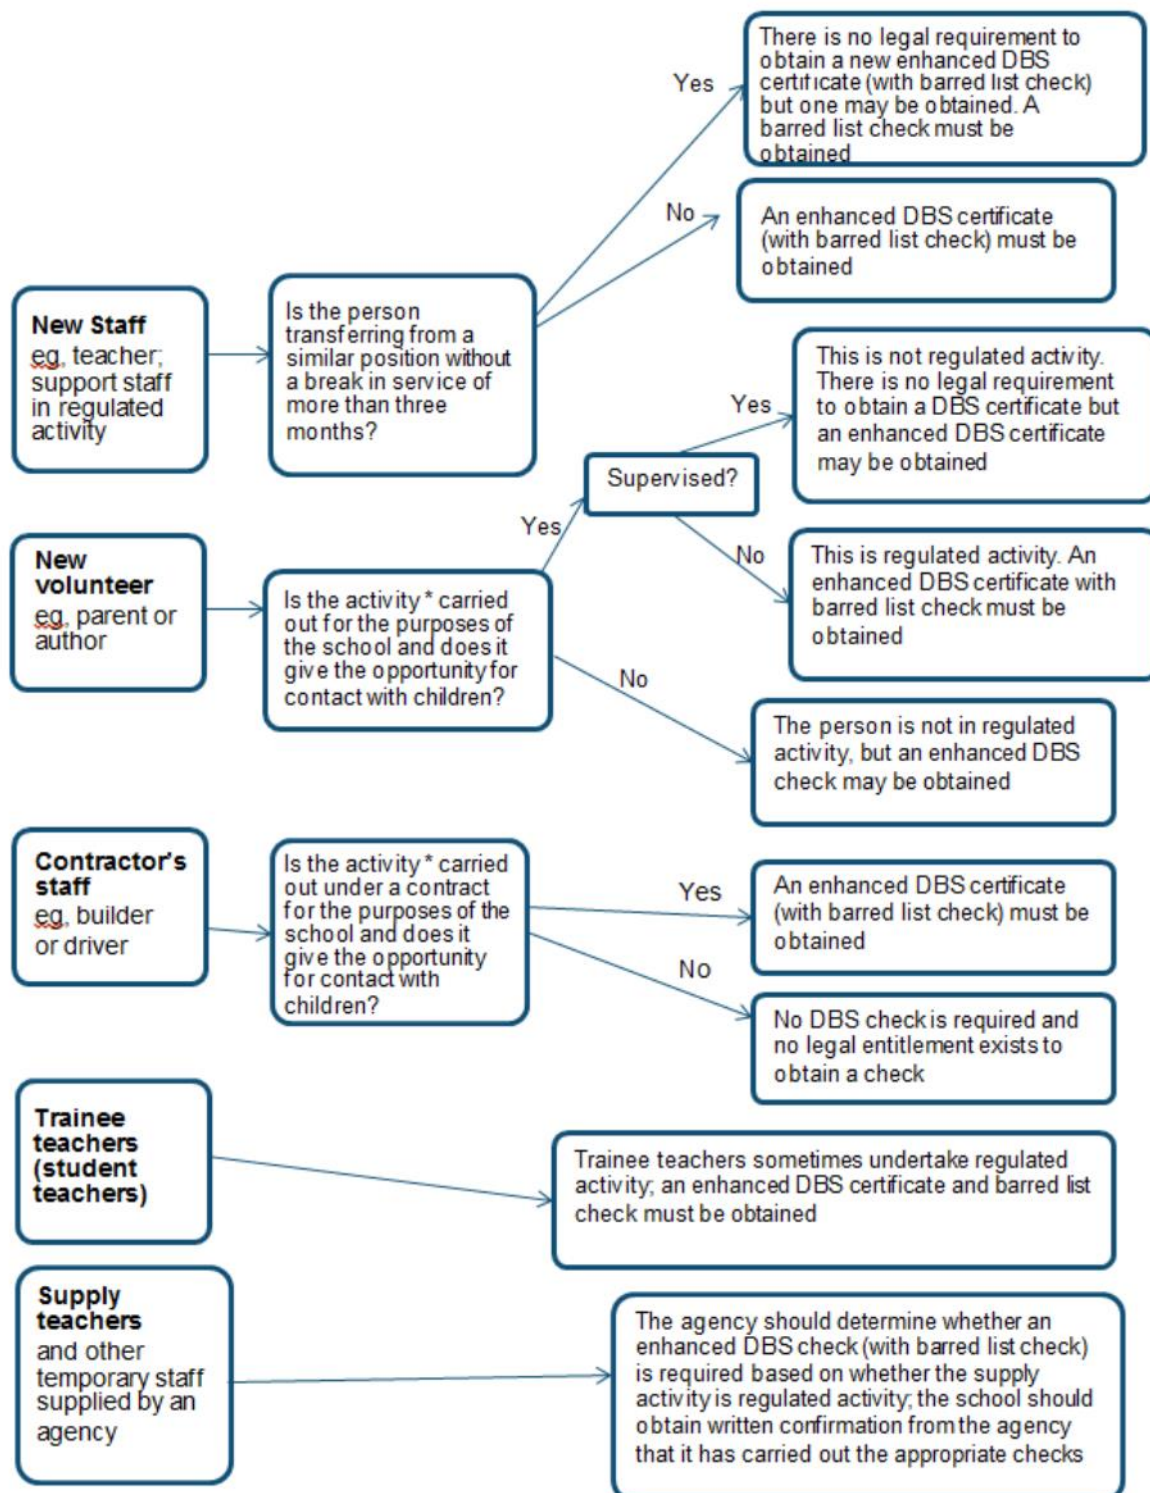 There is no legal requirement to
obtain a new enhanced DBS
certificate (with barred list check)
but one may be obtained. A
barred list check must be
obtained
Yes
No
An enhanced DBS certificate
(with barred list check) must be
obtained
New Staff
eg, teacher;
support staff
in regulated
activity
Is the person
transferring from a
similar position without
a break in service of
more than three
months?
This is not regulated activity.
There is no legal requirement
to obtain a DBS certificate but
an enhanced DBS certificate
may be obtained
Yes
Supervised?
Yes
No
This is regulated activity. An
enhanced DBS certificate with
barred list check must be
obtained
New
volunteer
eg, parent or
author
Is the activity * carried
out for the purposes of
the school and does it
give the opportunity for
contact with children?
No
The person is not in regulated
activity, but an enhanced DBS
check may be obtained
Contractor's
staff
eg, builder
or driver
Is the activity * carried
out under a contract
for the purposes of the
school and does it
give the opportunity
for contact with
children?
Yes
An enhanced DBS certificate
(with barred list check) must be
obtained
No
No DBS check is required and
no legal entitlement exists to
obtain a check
Trainee
teachers
(student
teachers)
Trainee teachers sometimes undertake regulated
activity; an enhanced DBS certificate and barred list
check must be obtained
Supply
teachers
and other
temporary staff
supplied by an
agency
The agency should determine whether an
enhanced DBS check (with barred list check)
is required based on whether the supply
activity is regulated activity; the school should
obtain written confirmation from the agency
that it has carried out the appropriate checks